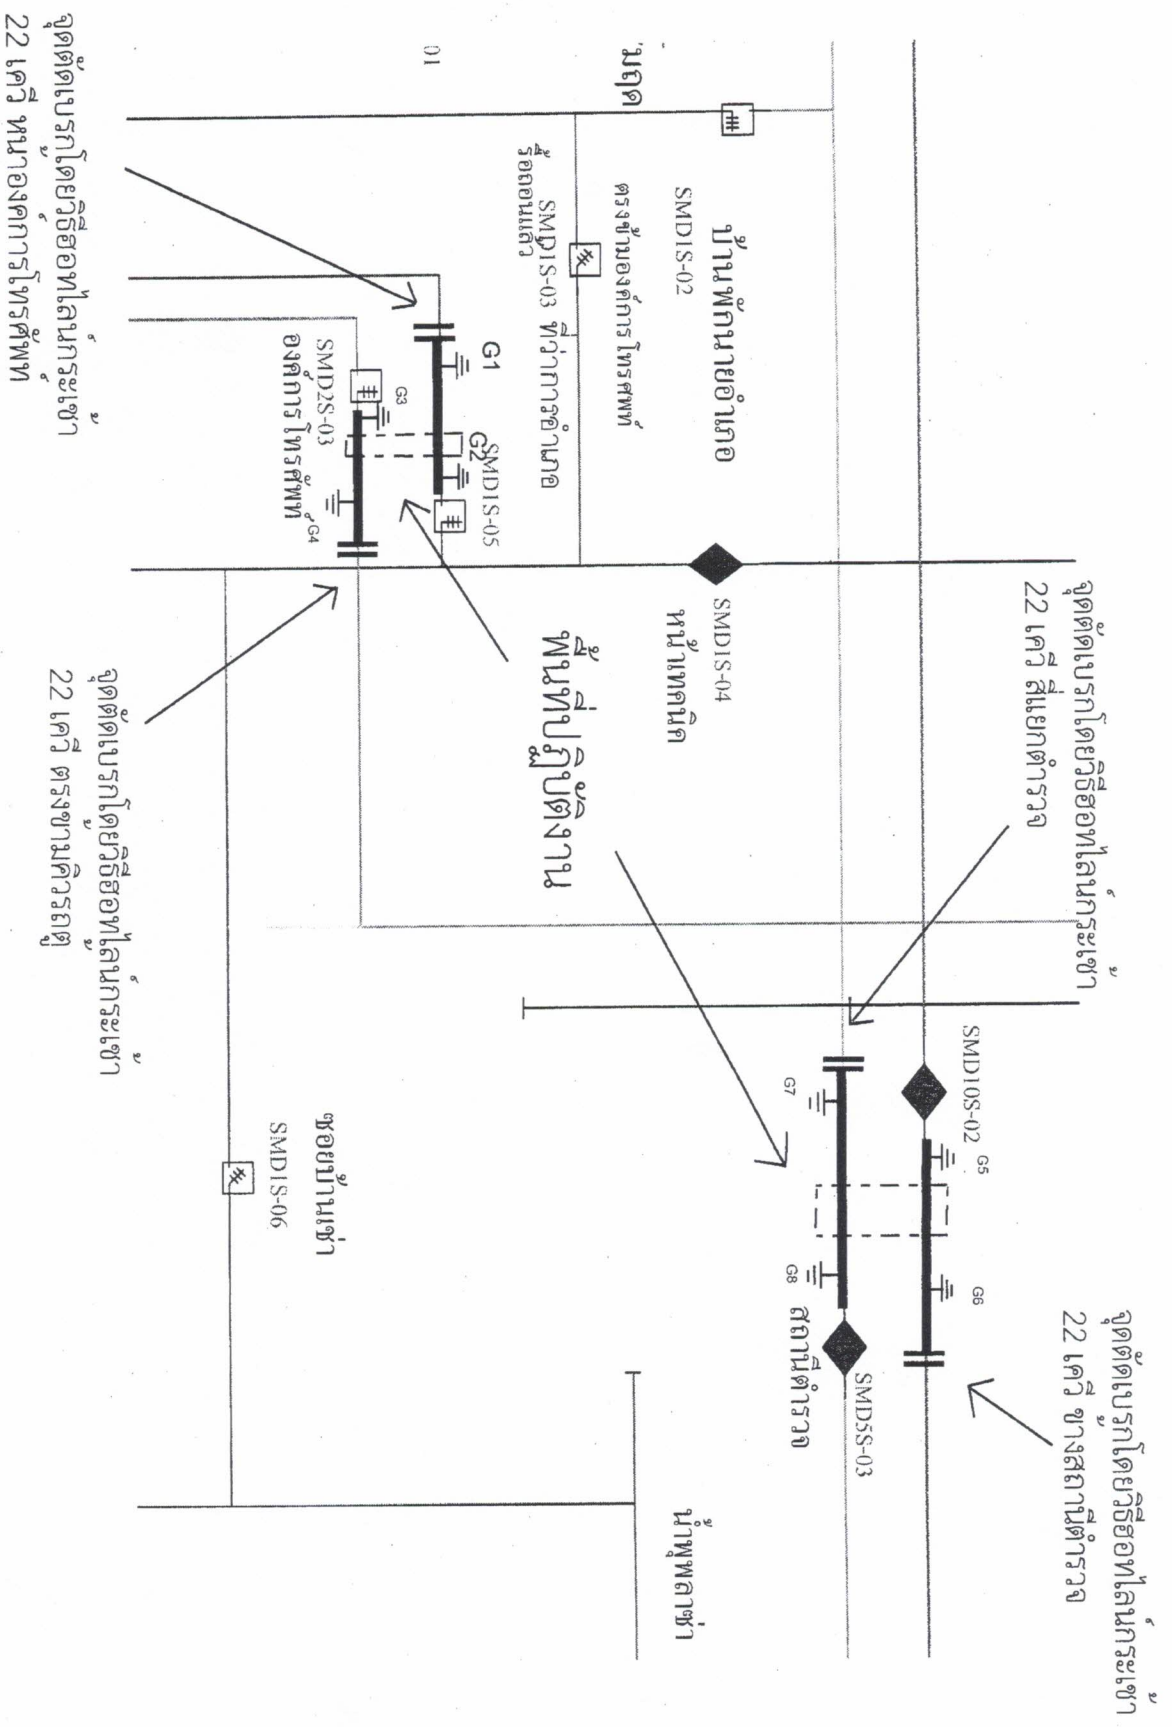 จุดตัดเบรกโดยวิธีฮอทไลน์กระเช้า
22 เควี ข้างสถานีตำรวจ
จุดตัดเบรกโดยวิธีฮอทไลน์กระเช้า
22 เควี สี่แยกตำรวจ
SMD10S-02
G5
G6
SMD5S-03
สถานีตำรวจ
G7
G8
บ้านพักนายอำเภอ
SMD1S-02
SMD1S-04
หน้าเทคนิค
น้ำพุพลาซ่า
ตรงข้ามองค์การโทรศัพท์
SMD1S-03 ที่ว่าการอำเภอ
รื้อถอนแล้ว
พื้นที่ปฏิบัติงาน
G1
G2
SMD1S-05
01
G3
SMD2S-03
องค์การโทรศัพท์
G4
ซอยบ้านเช่า
SMD1S-06
จุดตัดเบรกโดยวิธีฮอทไลน์กระเช้า
22 เควี หน้าองค์การโทรศัพท์
จุดตัดเบรกโดยวิธีฮอทไลน์กระเช้า
22 เควี ตรงข้ามคิวรถตู้